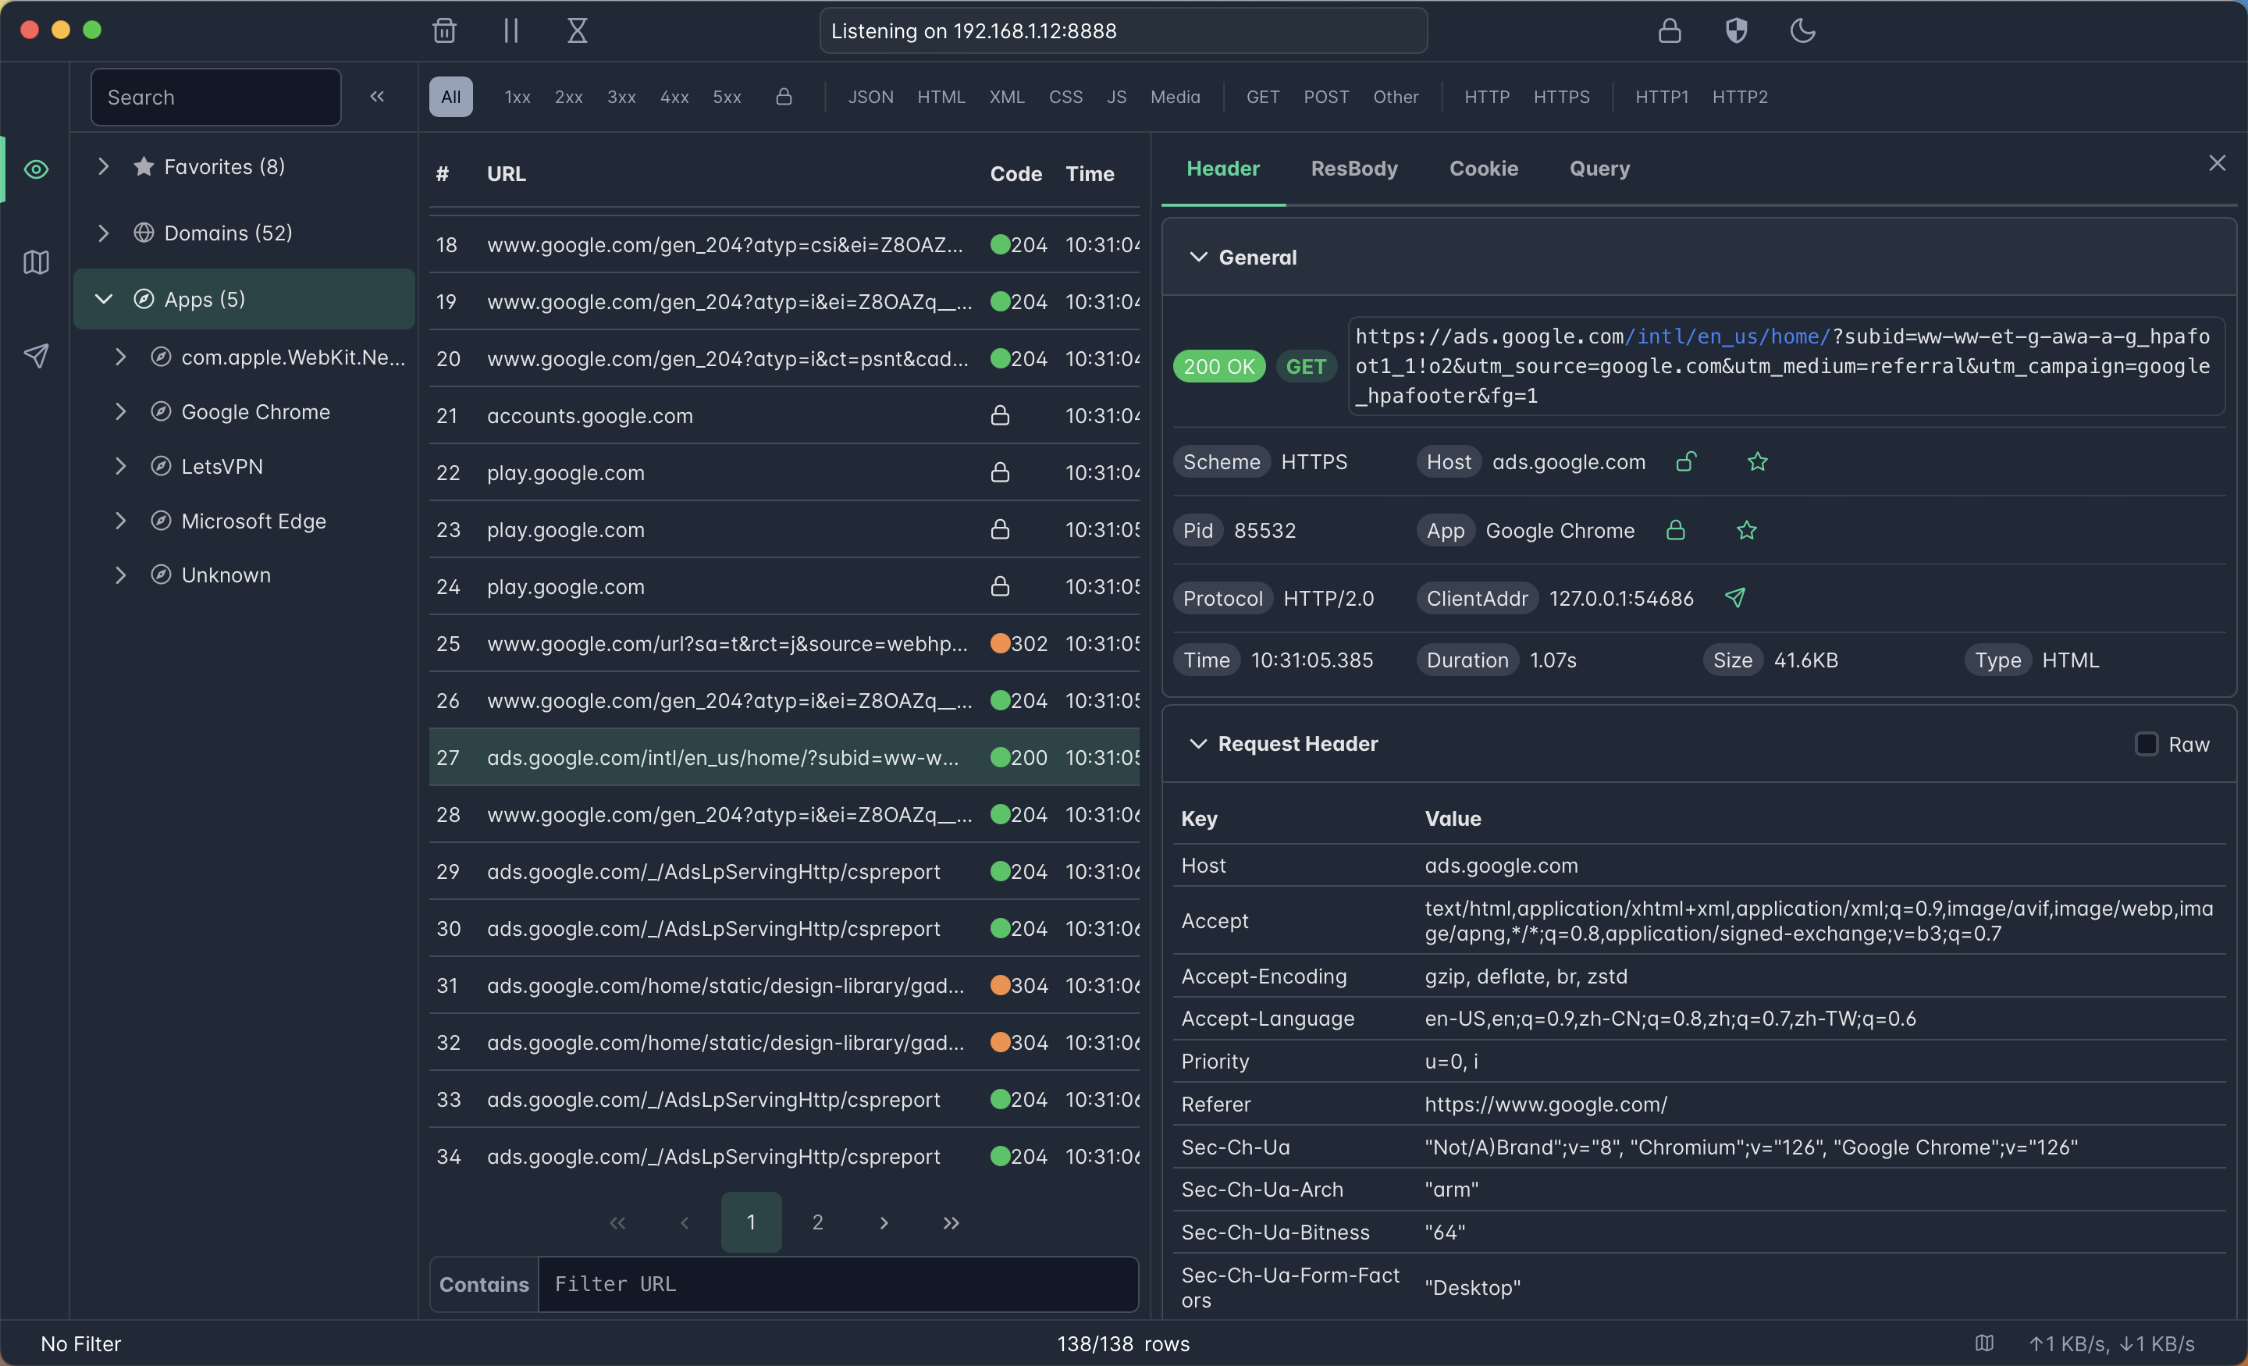 Listening on 192.168.1.12:8888
Search
All 1xx 2xx 3xx 4xx 5xx JSON HTML XML CSS JS Media GET POST Other HTTP HTTPS HTTP1 HTTP2
Favorites (8)
Domains (52)
Apps (5)
com.apple.WebKit.Ne...
Google Chrome
LetsVPN
Microsoft Edge
Unknown
# URL Code Time
18 www.google.com/gen_204?atyp=csi&ei=Z8OAZ... 204 10:31:04
19 www.google.com/gen_204?atyp=i&ei=Z8OAZq__... 204 10:31:04
20 www.google.com/gen_204?atyp=i&ct=psnt&cad... 204 10:31:04
21 accounts.google.com 10:31:04
22 play.google.com 10:31:04
23 play.google.com 10:31:05
24 play.google.com 10:31:05
25 www.google.com/url?sa=t&rct=j&source=webhp... 302 10:31:05
26 www.google.com/gen_204?atyp=i&ei=Z8OAZq__... 204 10:31:05
27 ads.google.com/intl/en_us/home/?subid=ww-w... 200 10:31:05
28 www.google.com/gen_204?atyp=i&ei=Z8OAZq__... 204 10:31:06
29 ads.google.com/_/AdsLpServingHttp/cspreport 204 10:31:06
30 ads.google.com/_/AdsLpServingHttp/cspreport 204 10:31:06
31 ads.google.com/home/static/design-library/gad... 304 10:31:06
32 ads.google.com/home/static/design-library/gad... 304 10:31:06
33 ads.google.com/_/AdsLpServingHttp/cspreport 204 10:31:06
34 ads.google.com/_/AdsLpServingHttp/cspreport 204 10:31:06
1 2
Contains Filter URL
Header ResBody Cookie Query
General
200 OK GET
https://ads.google.com/intl/en_us/home/?subid=ww-ww-et-g-awa-a-g_hpafo
ot1_1!o2&utm_source=google.com&utm_medium=referral&utm_campaign=google
_hpafooter&fg=1
Scheme HTTPS Host ads.google.com
Pid 85532 App Google Chrome
Protocol HTTP/2.0 ClientAddr 127.0.0.1:54686
Time 10:31:05.385 Duration 1.07s Size 41.6KB Type HTML
Request Header Raw
Key Value
Host ads.google.com
Accept text/html,application/xhtml+xml,application/xml;q=0.9,image/avif,image/webp,ima
ge/apng,*/*;q=0.8,application/signed-exchange;v=b3;q=0.7
Accept-Encoding gzip, deflate, br, zstd
Accept-Language en-US,en;q=0.9,zh-CN;q=0.8,zh;q=0.7,zh-TW;q=0.6
Priority u=0, i
Referer https://www.google.com/
Sec-Ch-Ua "Not/A)Brand";v="8", "Chromium";v="126", "Google Chrome";v="126"
Sec-Ch-Ua-Arch "arm"
Sec-Ch-Ua-Bitness "64"
Sec-Ch-Ua-Form-Fact
ors "Desktop"
No Filter 138/138 rows ↑1 KB/s, ↓1 KB/s